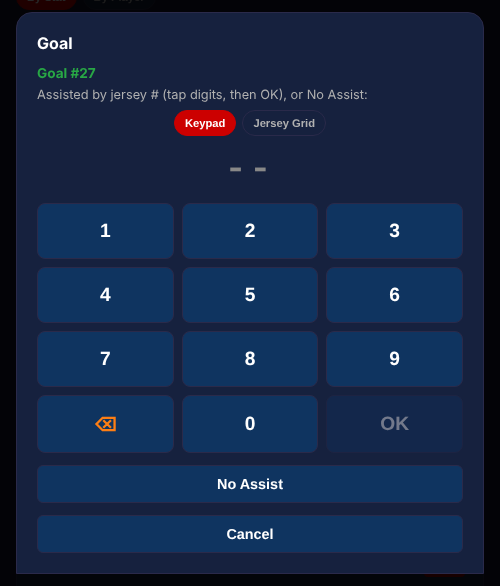 Goal
Goal #27
Assisted by jersey # (tap digits, then OK), or No Assist:
Keypad Jersey Grid
- -
1 2 3
4 5 6
7 8 9
0 OK
No Assist
Cancel